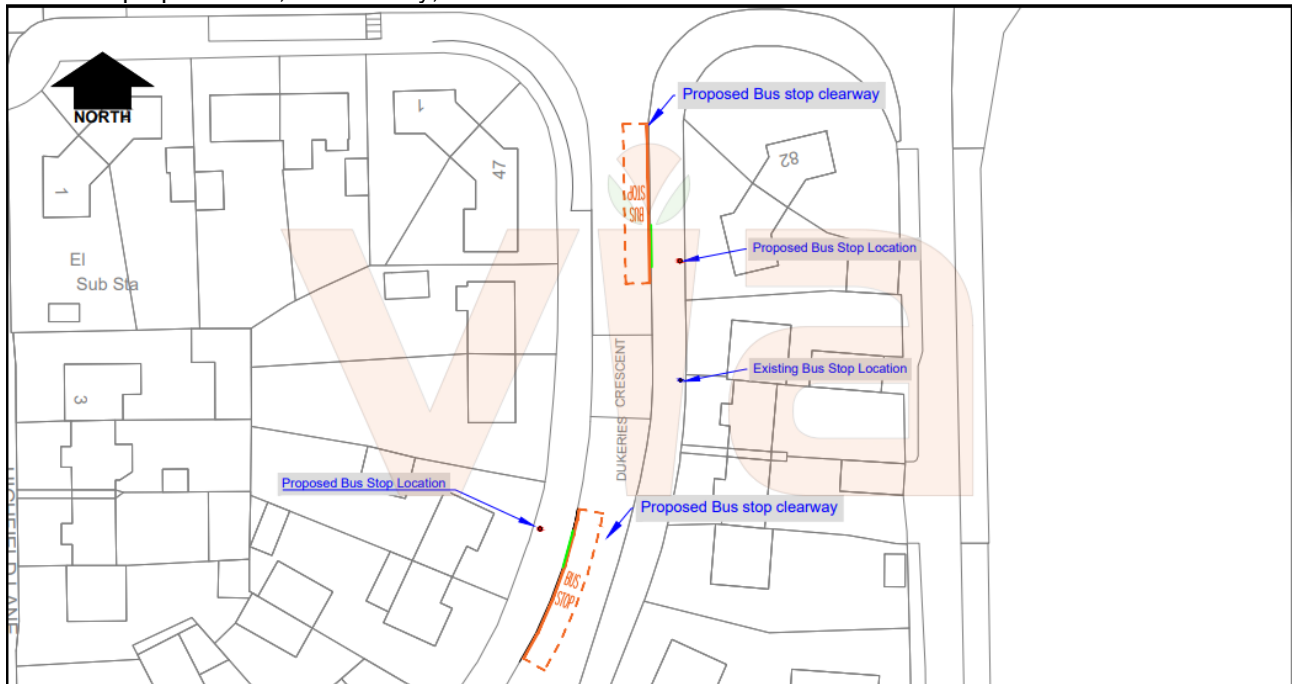 NORTH
Proposed Bus stop clearway
1
82
1
47
BUS
STOP
El
Sub Sta
Proposed Bus Stop Location
DUKERIES CRESCENT
Existing Bus Stop Location
3
Proposed Bus Stop Location
Proposed Bus stop clearway
BUS
STOP
via